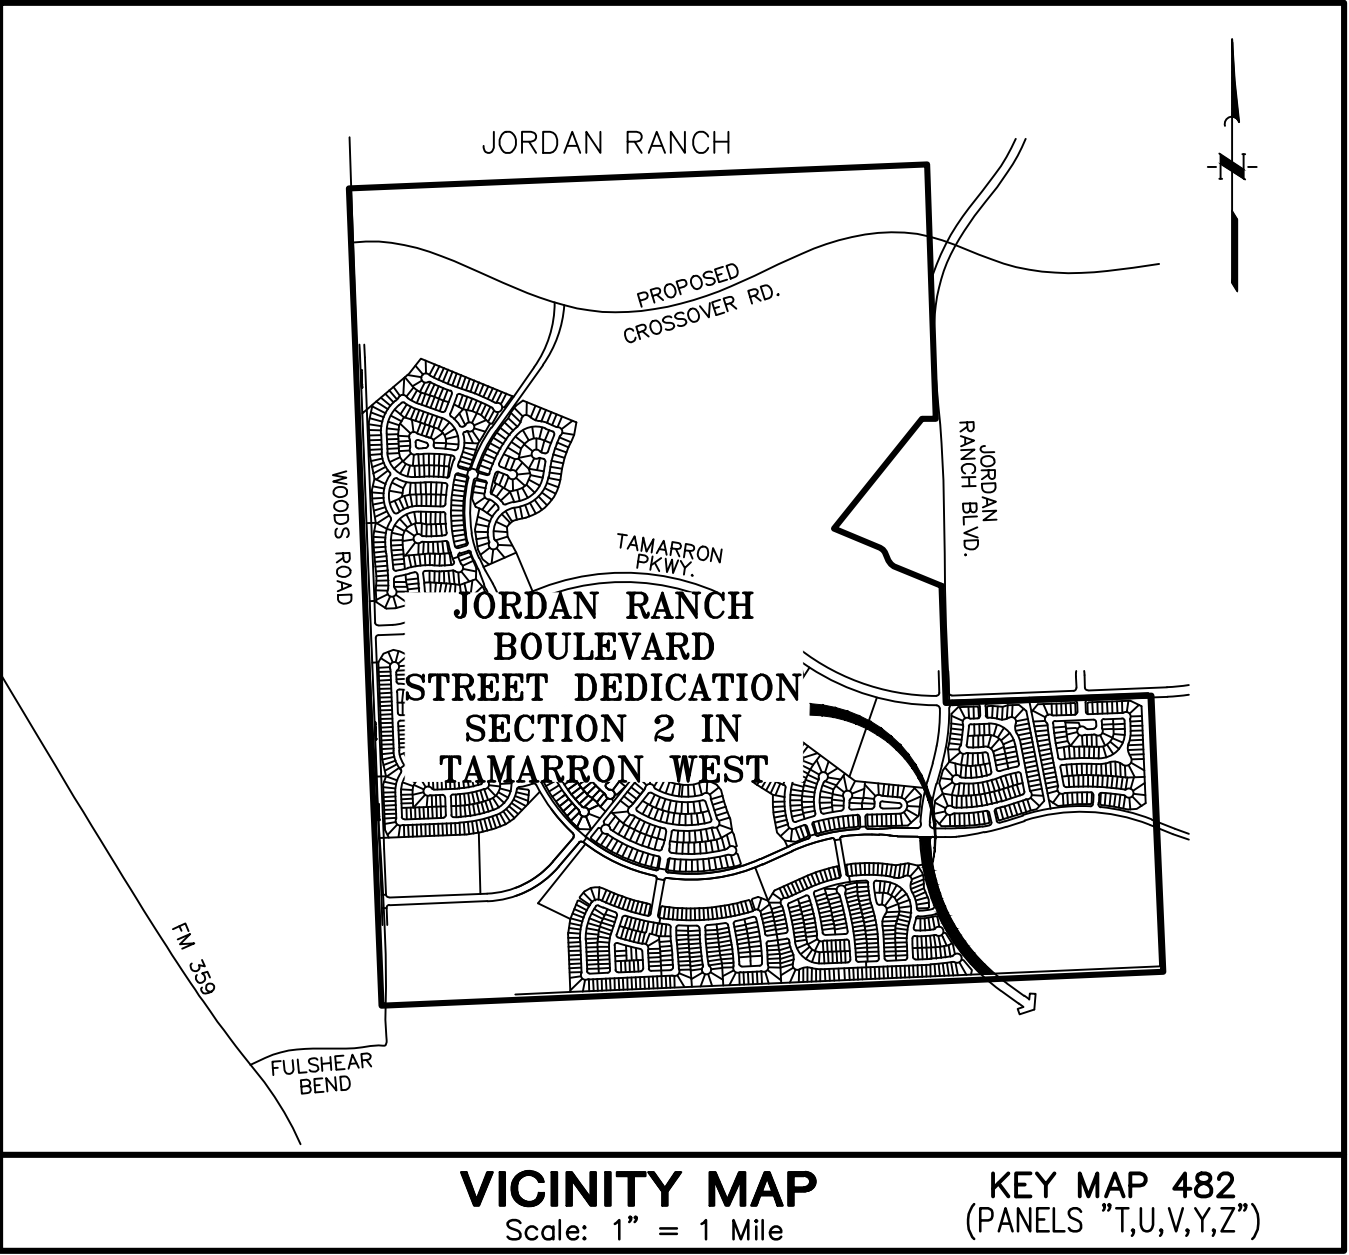 JORDAN RANCH
N
PROPOSED
CROSSOVER RD.
JORDAN
RANCH BLVD.
WOODS ROAD
TAMARRON
PKWY.
JORDAN RANCH
BOULEVARD
STREET DEDICATION
SECTION 2 IN
TAMARRON WEST
FM 359
FULSHEAR
BEND
VICINITY MAP
Scale: 1" = 1 Mile
KEY MAP 482
(PANELS "T,U,V,Y,Z")